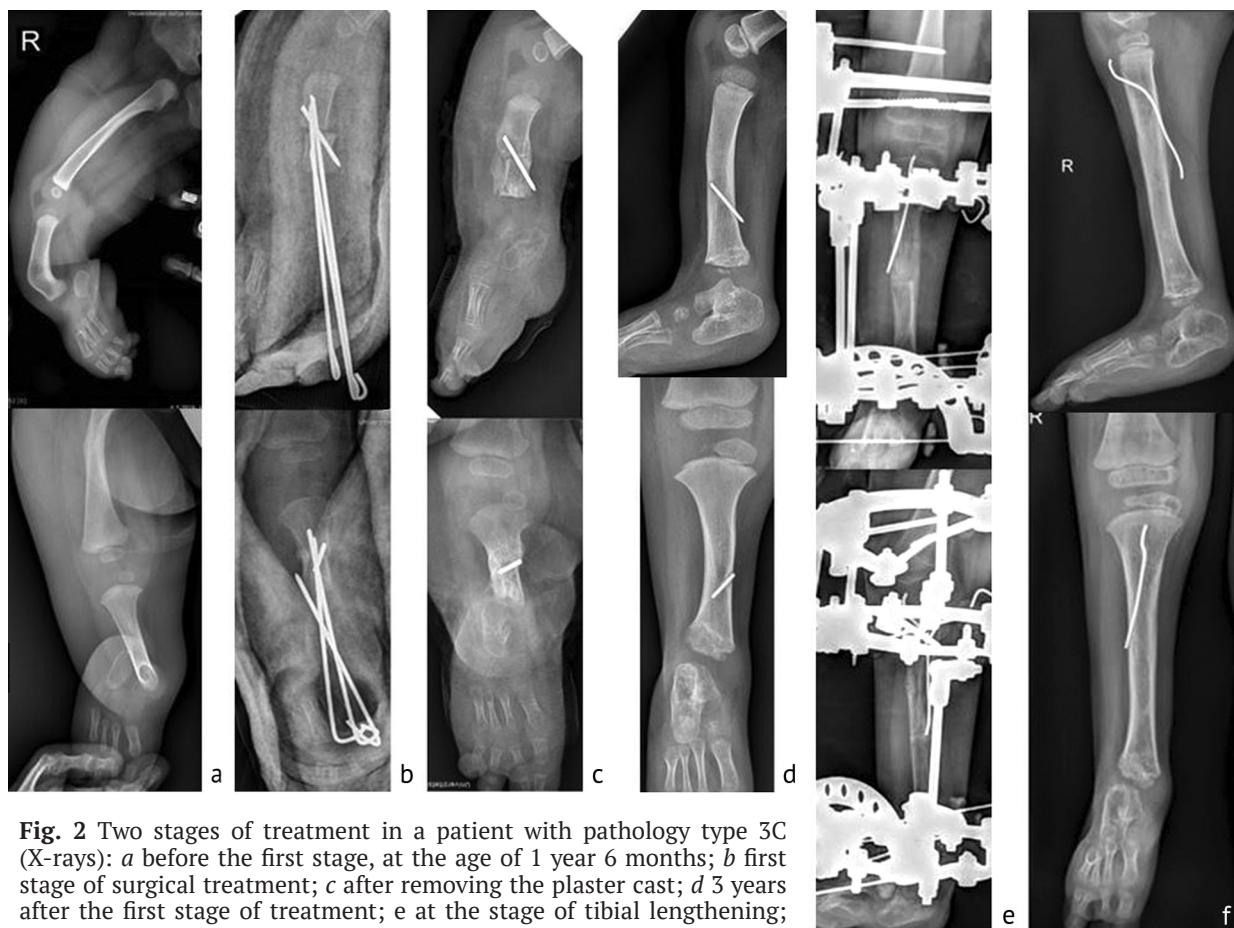 R
a
b
c
d
R
R
e
f
Fig. 2 Two stages of treatment in a patient with pathology type 3C
(X-rays): a before the first stage, at the age of 1 year 6 months; b first
stage of surgical treatment; c after removing the plaster cast; d 3 years
after the first stage of treatment; e at the stage of tibial lengthening;